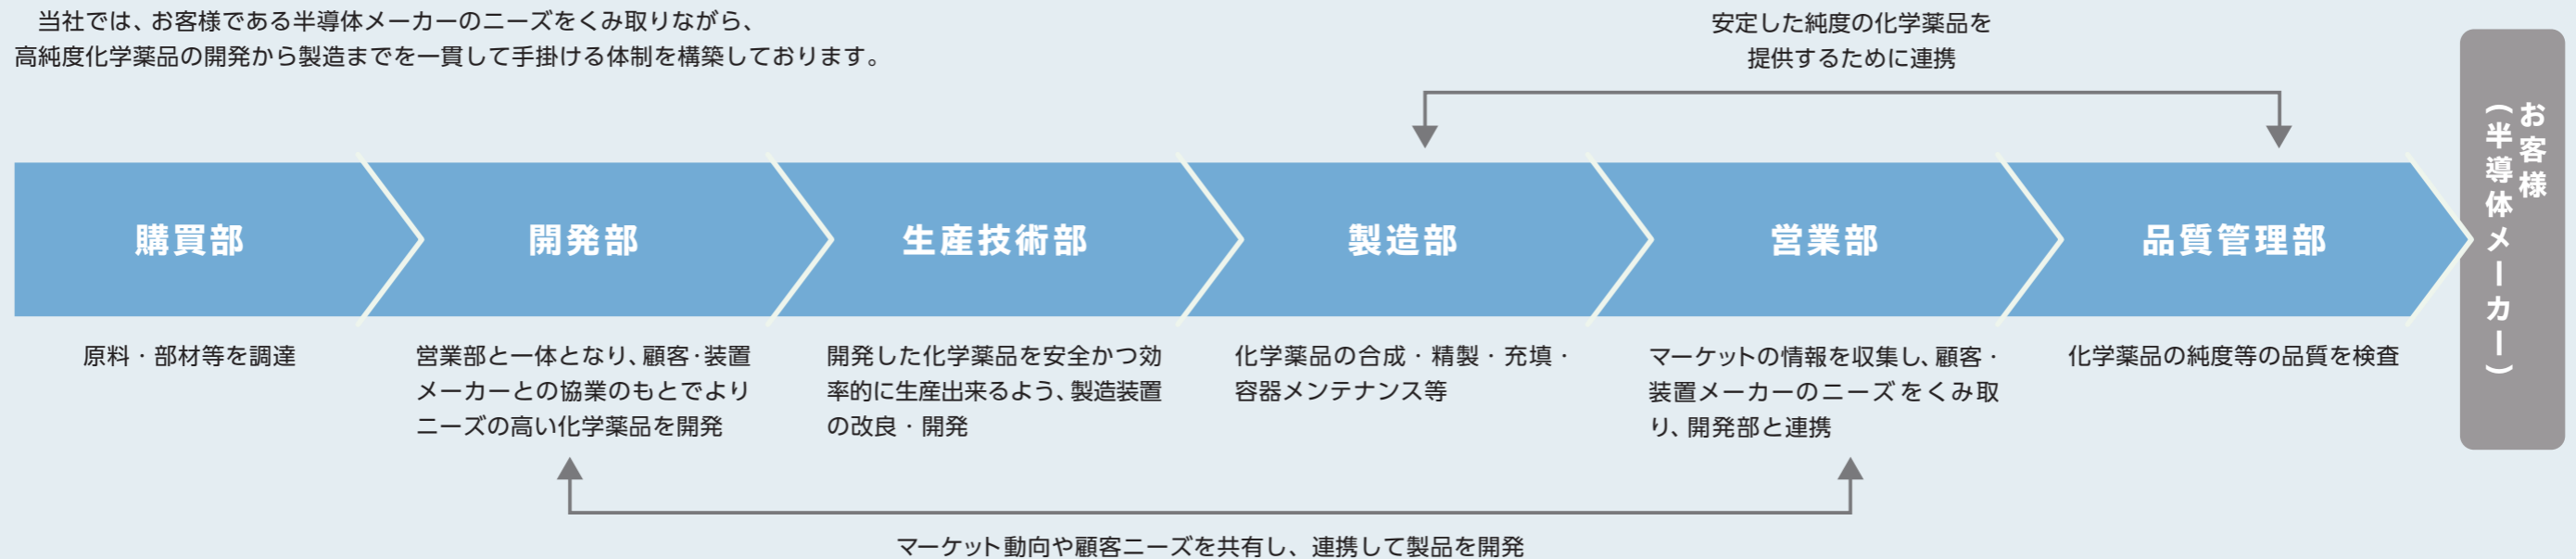 当社では、お客様である半導体メーカーのニーズをくみ取りながら、
高純度化学薬品の開発から製造までを一貫して手掛ける体制を構築しております。
安定した純度の化学薬品を
提供するために連携
購買部
開発部
生産技術部
製造部
営業部
品質管理部
お客様
(半導体メーカー)
原料・部材等を調達
営業部と一体となり、顧客・装置
メーカーとの協業のもとでより
ニーズの高い化学薬品を開発
開発した化学薬品を安全かつ効
率的に生産出来るよう、製造装置
の改良・開発
化学薬品の合成・精製・充填・
容器メンテナンス等
マーケットの情報を収集し、顧客・
装置メーカーのニーズをくみ取
り、開発部と連携
化学薬品の純度等の品質を検査
マーケット動向や顧客ニーズを共有し、連携して製品を開発